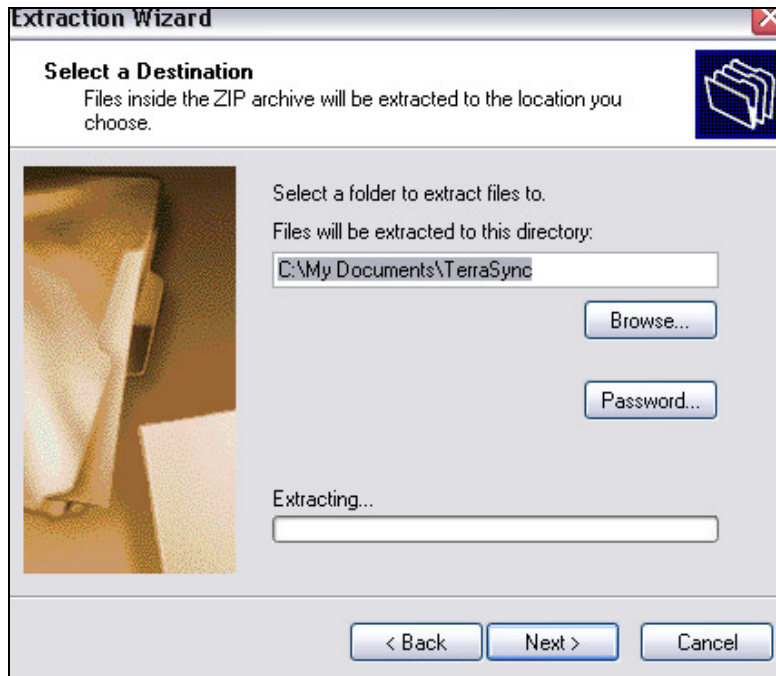 Extraction Wizard
Select a Destination
Files inside the ZIP archive will be extracted to the location you
choose.
Select a folder to extract files to.
Files will be extracted to this directory:
C:\My Documents\TerraSync
Browse...
Password...
Extracting...
< Back Next > Cancel